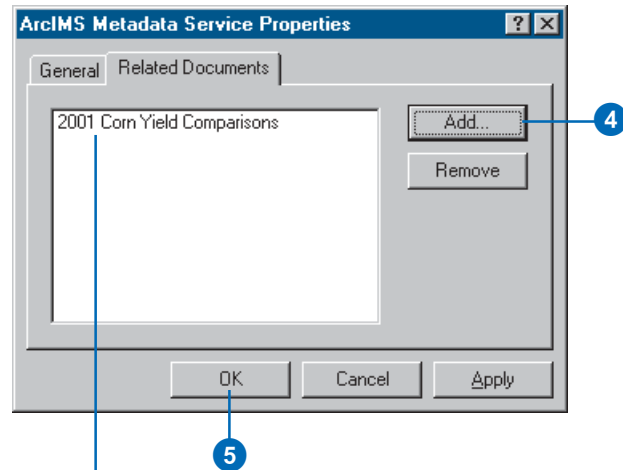 ArcIMS Metadata Service Properties ? ×
General Related Documents
2001 Corn Yield Comparisons
Add... 4
Remove
OK Cancel Apply
5